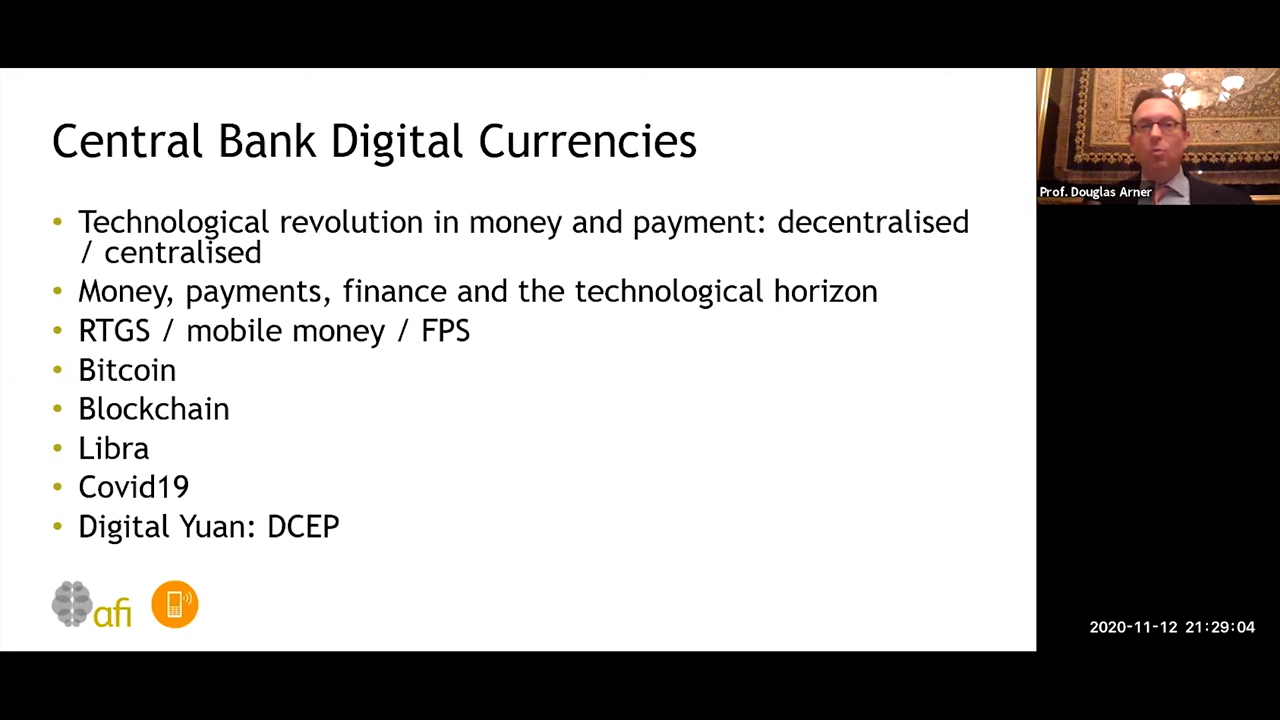 Central Bank Digital Currencies
• Technological revolution in money and payment: decentralised
/ centralised
• Money, payments, finance and the technological horizon
• RTGS / mobile money / FPS
• Bitcoin
• Blockchain
• Libra
• Covid19
• Digital Yuan: DCEP
afi
Prof. Douglas Arner
2020-11-12 21:29:04